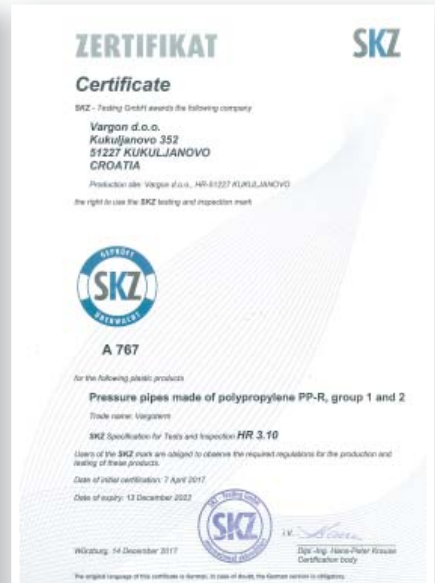 ZERTIFIKAT
SKZ
Certificate
SKZ - Testing GmbH awards the following company
Vargon d.o.o.
Kukuljanovo 352
51227 KUKULJANOVO
CROATIA
Production site: Vargon d.o.o., HR-51227 KUKULJANOVO
the right to use the SKZ testing and inspection mark
GEPRÜFT
SKZ
ÜBERWACHT
A 767
for the following plastic products
Pressure pipes made of polypropylene PP-R, group 1 and 2
Trade name: Vargoterm
SKZ Specification for Tests and Inspection HR 3.10
Users of the SKZ mark are obliged to observe the required regulations for the production and
testing of these products.
Date of initial certification: 7 April 2017
Date of expiry: 13 December 2022
SKZ - Testing GmbH
SKZ
Würzburg, 14 December 2017
i.V.
Dipl.-Ing. Hans-Peter Krause
Certification body
The original language of this certificate is German, in case of doubt, the German version is obligatory.